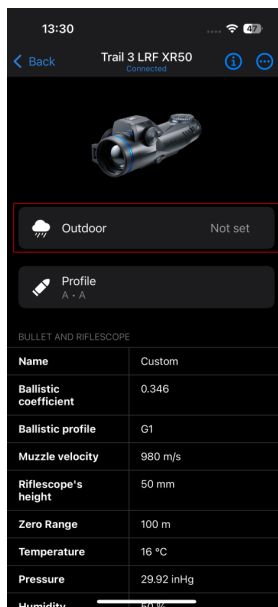 13:30
47
Back
Trail 3 LRF XR50
Connected
Outdoor
Not set
Profile
A · A
BULLET AND RIFLESCOPE
Name
Custom
Ballistic
coefficient
0.346
Ballistic profile
G1
Muzzle velocity
980 m/s
Riflescope's
height
50 mm
Zero Range
100 m
Temperature
16 °C
Pressure
29.92 inHg
Humidity
50 %